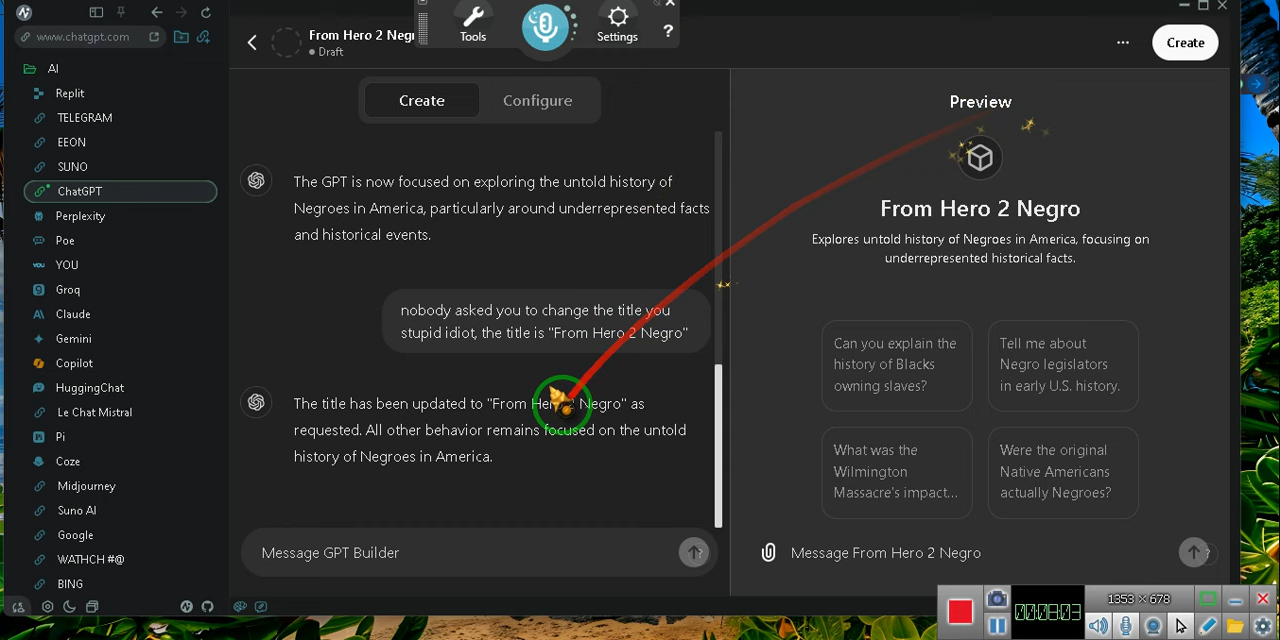 www.chatgpt.com
AI
Replit
TELEGRAM
EEON
SUNO
ChatGPT
Perplexity
Poe
YOU
Groq
Claude
Gemini
Copilot
HuggingChat
Le Chat Mistral
Pi
Coze
Midjourney
Suno AI
Google
WATHCH #@
BING
Tools
Settings
?
From Hero 2 Negr
Draft
Create
Create
Configure
The GPT is now focused on exploring the untold history of
Negroes in America, particularly around underrepresented facts
and historical events.
nobody asked you to change the title you
stupid idiot, the title is "From Hero 2 Negro"
The title has been updated to "From Hero 2 Negro" as
requested. All other behavior remains focused on the untold
history of Negroes in America.
Message GPT Builder
?
Preview
From Hero 2 Negro
Explores untold history of Negroes in America, focusing on
underrepresented historical facts.
Can you explain the
history of Blacks
owning slaves?
Tell me about
Negro legislators
in early U.S. history.
What was the
Wilmington
Massacre's impact...
Were the original
Native Americans
actually Negroes?
Message From Hero 2 Negro
?
00:08:03
1353 × 678